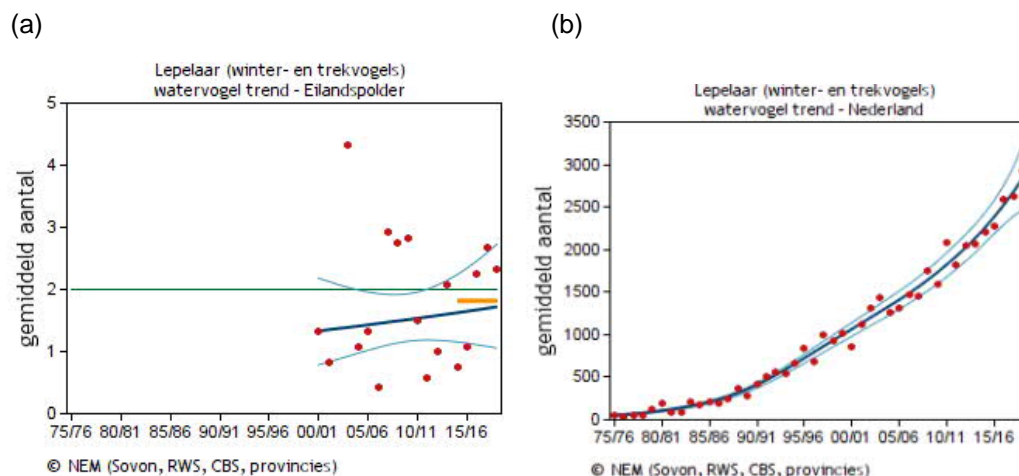 (a)
Lepelaar (winter- en trekvogels)
watervogel trend - Eilandspolder
gemiddeld aantal
5
4
3
2
1
0
75/76 80/81 85/86 90/91 95/96 00/01 05/06 10/11 15/16
© NEM (Sovon, RWS, CBS, provincies)
(b)
Lepelaar (winter- en trekvogels)
watervogel trend - Nederland
gemiddeld aantal
3500
3000
2500
2000
1500
1000
500
0
75/76 80/81 85/86 90/91 95/96 00/01 05/06 10/11 15/16
© NEM (Sovon, RWS, CBS, provincies)